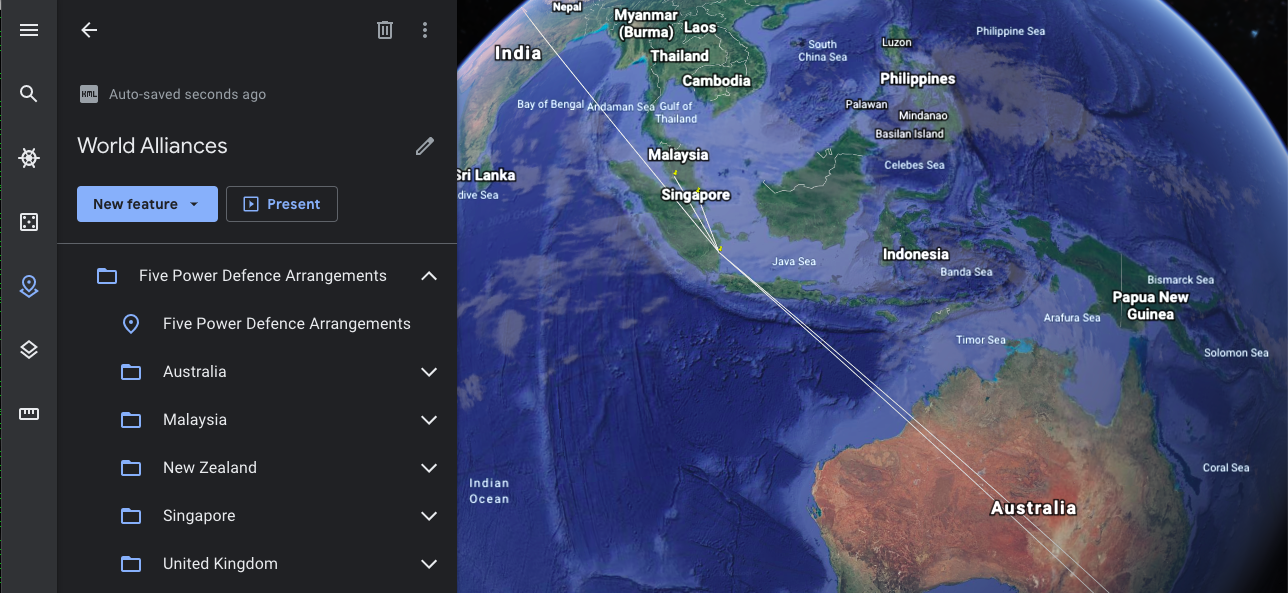 KML
Auto-saved seconds ago
World Alliances
New feature
Present
Five Power Defence Arrangements
Five Power Defence Arrangements
Australia
Malaysia
New Zealand
Singapore
United Kingdom
Nepal
India
Myanmar
(Burma)
Laos
Thailand
Cambodia
South
China Sea
Luzon
Philippine Sea
Philippines
Bay of Bengal
Andaman Sea
Gulf of
Thailand
Palawan
Mindanao
Basilan Island
Malaysia
Celebes Sea
Sri Lanka
dive Sea
Singapore
Java Sea
Indonesia
Banda Sea
Bismarck Sea
Papua New
Guinea
Arafura Sea
Timor Sea
Solomon Sea
Coral Sea
Indian
Ocean
Australia